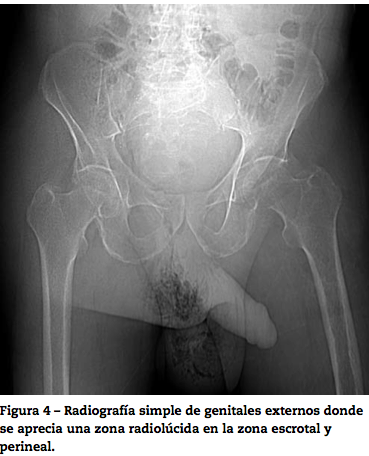 Figura 4 – Radiografía simple de genitales externos donde
se aprecia una zona radiolúcida en la zona escrotal y
perineal.